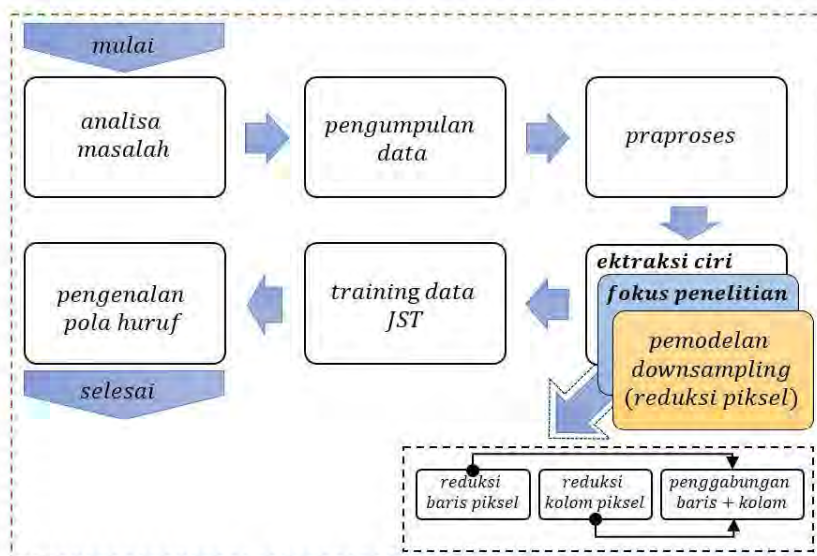 mulai
analisa
masalah
pengumpulan
data
praproses
ektraksi ciri
fokus penelitian
pemodelan
downsampling
(reduksi piksel)
training data
JST
pengenalan
pola huruf
selesai
reduksi
baris piksel
reduksi
kolom piksel
penggabungan
baris + kolom